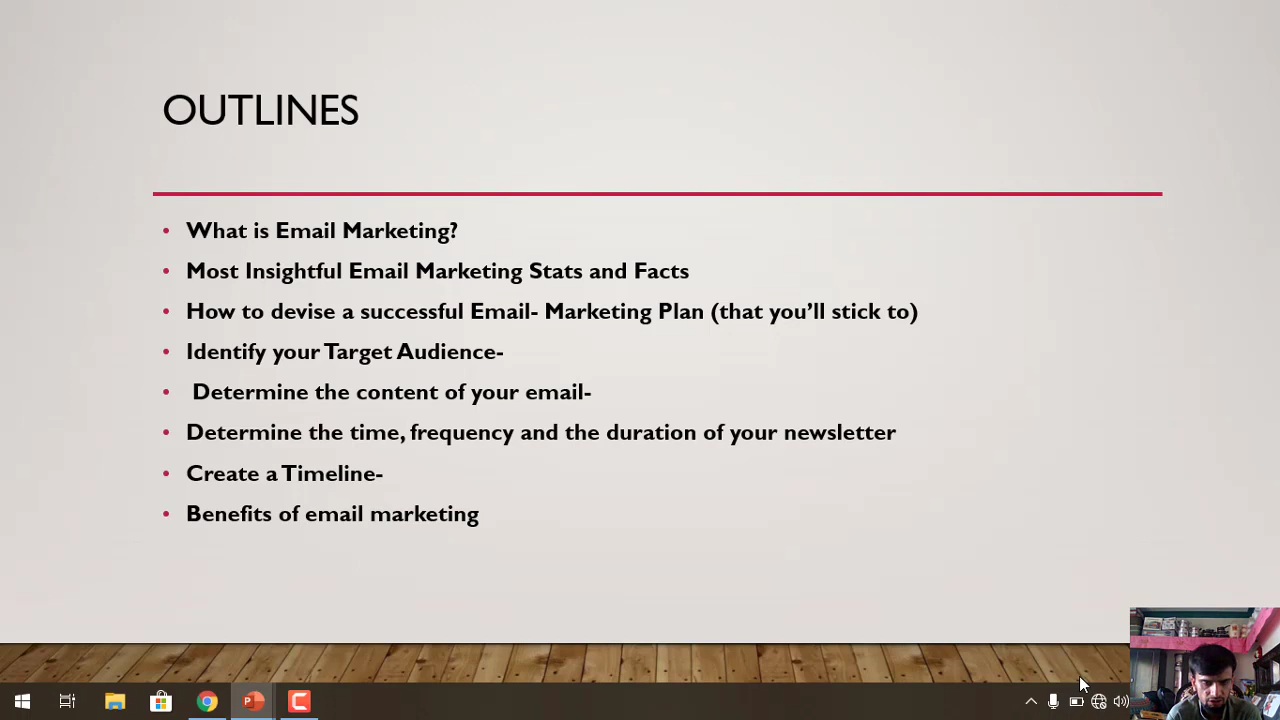 OUTLINES
What is Email Marketing?
Most Insightful Email Marketing Stats and Facts
How to devise a successful Email- Marketing Plan (that you’ll stick to)
Identify your Target Audience-
Determine the content of your email-
Determine the time, frequency and the duration of your newsletter
Create a Timeline-
Benefits of email marketing